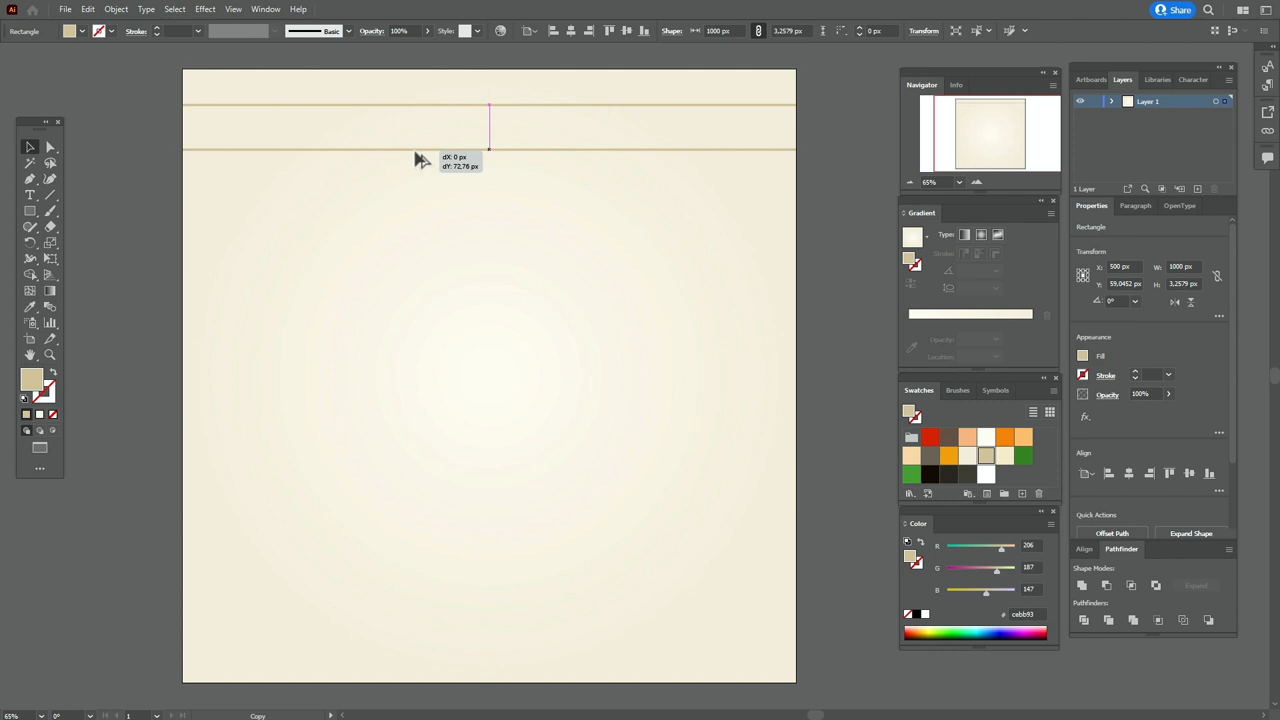 Ai File Edit Object Type Select Effect View Window Help Share
Rectangle Stroke: Basic Opacity: 100% Style: Shape: 1000 px 3,2579 px 0 px Transform
dX: 0 px
dY: 72,76 px
Navigator Info
65%
Gradient
Type:
Stroke:
Opacity:
Location:
Swatches Brushes Symbols
Color
R 206
G 187
B 147
# cebb93
Artboards Layers Libraries Character
Layer 1
1 Layer
Properties Paragraph OpenType
Rectangle
Transform
X: 500 px W: 1000 px
Y: 59,0452 px H: 3,2579 px
0°
Appearance
Fill
Stroke
Opacity 100%
fx.
Align
Quick Actions
Offset Path Expand Shape
Align Pathfinder
Shape Modes:
Expand
Pathfinders:
65% 0° 1 Copy